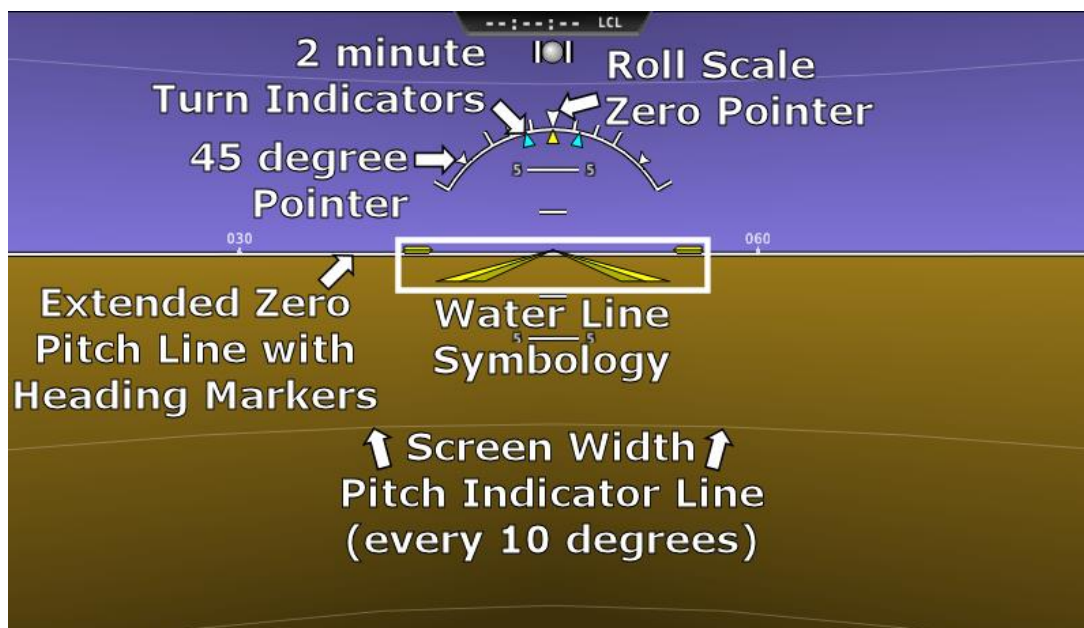 --:--:-- LCL
2 minute
Turn Indicators
Roll Scale
Zero Pointer
45 degree
Pointer
5 5
030
060
Extended Zero
Pitch Line with
Heading Markers
Water Line
5 5
Symbology
Screen Width
Pitch Indicator Line
(every 10 degrees)